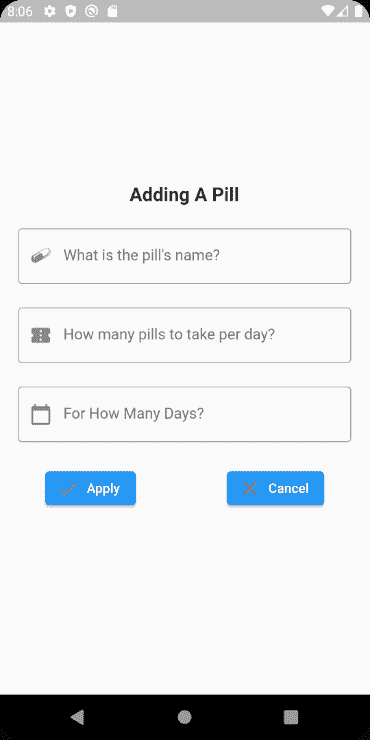 8:06
Adding A Pill
What is the pill's name?
How many pills to take per day?
For How Many Days?
Apply
Cancel